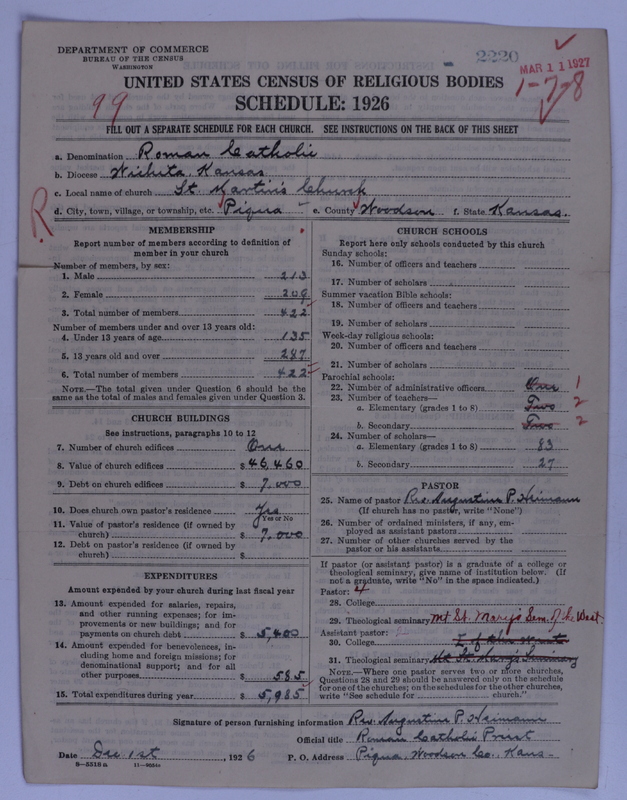 DEPARTMENT OF COMMERCE
BUREAU OF THE CENSUS
WASHINGTON
2220
MAR 11 1927
1-7-8
UNITED STATES CENSUS OF RELIGIOUS BODIES
99
SCHEDULE: 1926
FILL OUT A SEPARATE SCHEDULE FOR EACH CHURCH. SEE INSTRUCTIONS ON THE BACK OF THIS SHEET
a. Denomination Roman Catholic
b. Diocese Wichita, Kansas
c. Local name of church St. Martin's Church
R
d. City, town, village, or township, etc. Piqua e. County Woodson f. State Kansas.
MEMBERSHIP
Report number of members according to definition of
member in your church
Number of members, by sex:
1. Male 213
2. Female 209
3. Total number of members 422
Number of members under and over 13 years old:
4. Under 13 years of age 135
5. 13 years old and over 287
6. Total number of members 422
NOTE.—The total given under Question 6 should be the
same as the total of males and females given under Question 3.
CHURCH BUILDINGS
See instructions, paragraphs 10 to 12
7. Number of church edifices One
8. Value of church edifices $ 46,460
9. Debt on church edifices $ 7,000
10. Does church own pastor's residence? Yes
Yes or No
11. Value of pastor's residence (if owned by
church) $ 7,000
12. Debt on pastor's residence (if owned by
church) $
EXPENDITURES
Amount expended by your church during last fiscal year
13. Amount expended for salaries, repairs,
and other running expenses; for im-
provements or new buildings; and for
payments on church debt $ 5,400
14. Amount expended for benevolences, in-
cluding home and foreign missions; for
denominational support; and for all
other purposes $ 585
15. Total expenditures during year $ 5,985
CHURCH SCHOOLS
Report here only schools conducted by this church
Sunday schools:
16. Number of officers and teachers
17. Number of scholars
Summer vacation Bible schools:
18. Number of officers and teachers
19. Number of scholars
Week-day religious schools:
20. Number of officers and teachers
21. Number of scholars
Parochial schools:
22. Number of administrative officers One 1
23. Number of teachers—
a. Elementary (grades 1 to 8) Two 2
b. Secondary Two 2
24. Number of scholars—
a. Elementary (grades 1 to 8) 83
b. Secondary 27
PASTOR
25. Name of pastor Rev. Augustine P. Heimann
(If church has no pastor, write "None")
26. Number of ordained ministers, if any, em-
ployed as assistant pastors
27. Number of other churches served by the
pastor or his assistants
If pastor (or assistant pastor) is a graduate of a college or
theological seminary, give name of institution below. (If
not a graduate, write "No" in the space indicated.)
Pastor: 4
28. College
29. Theological seminary Mt. St. Mary's Sem. of the West.
Assistant pastor:
30. College of the West
31. Theological seminary Mt. St. Mary's Seminary
NOTE.—Where one pastor serves two or more churches,
Questions 28 and 29 should be answered only on the schedule
for one of the churches; on the schedules for the other churches,
write "See schedule for church."
Signature of person furnishing information Rev. Augustine P. Heimann
Official title Roman Catholic Priest
Date Dec 1st, 1926 P. O. Address Piqua, Woodson Co., Kans.
8—5516a 11—9034